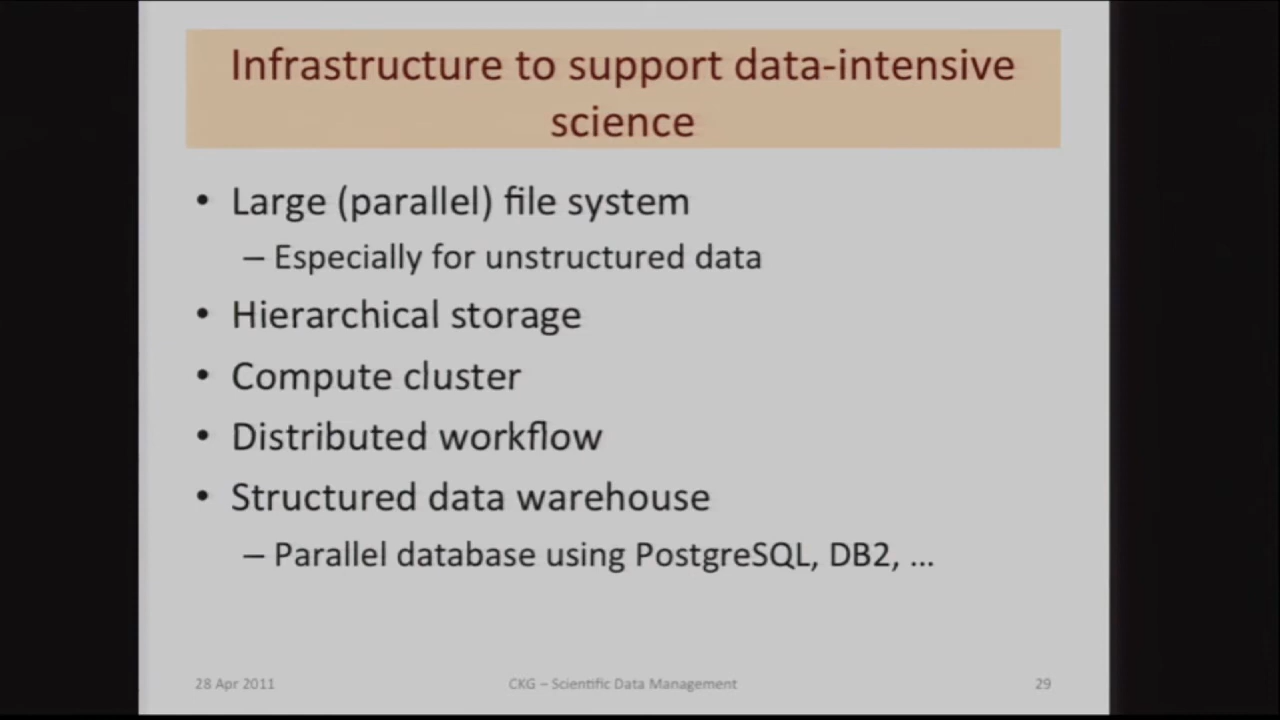 Infrastructure to support data-intensive
science
• Large (parallel) file system
– Especially for unstructured data
• Hierarchical storage
• Compute cluster
• Distributed workflow
• Structured data warehouse
– Parallel database using PostgreSQL, DB2, ...
28 Apr 2011
CKG – Scientific Data Management
29